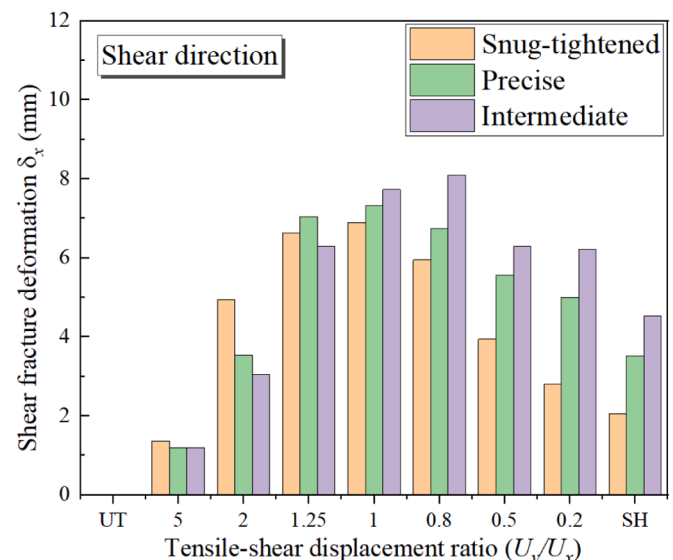 12
10
8
6
4
2
0
Shear fracture deformation δx (mm)
Shear direction
Snug-tightened
Precise
Intermediate
UT 5 2 1.25 1 0.8 0.5 0.2 SH
Tensile-shear displacement ratio (Uy/Ux)